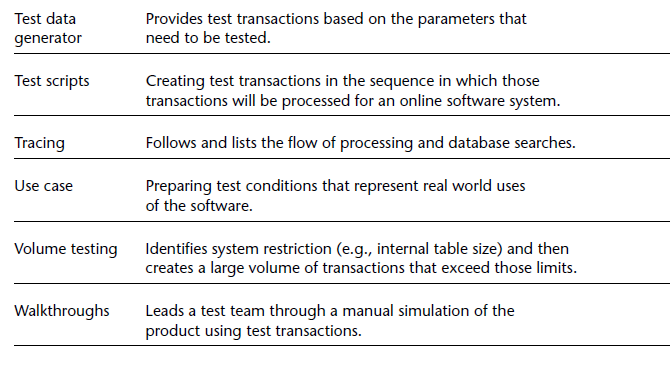 Test data Provides test transactions based on the parameters that
generator need to be tested.
Test scripts Creating test transactions in the sequence in which those
transactions will be processed for an online software system.
Tracing Follows and lists the flow of processing and database searches.
Use case Preparing test conditions that represent real world uses
of the software.
Volume testing Identifies system restriction (e.g., internal table size) and then
creates a large volume of transactions that exceed those limits.
Walkthroughs Leads a test team through a manual simulation of the
product using test transactions.